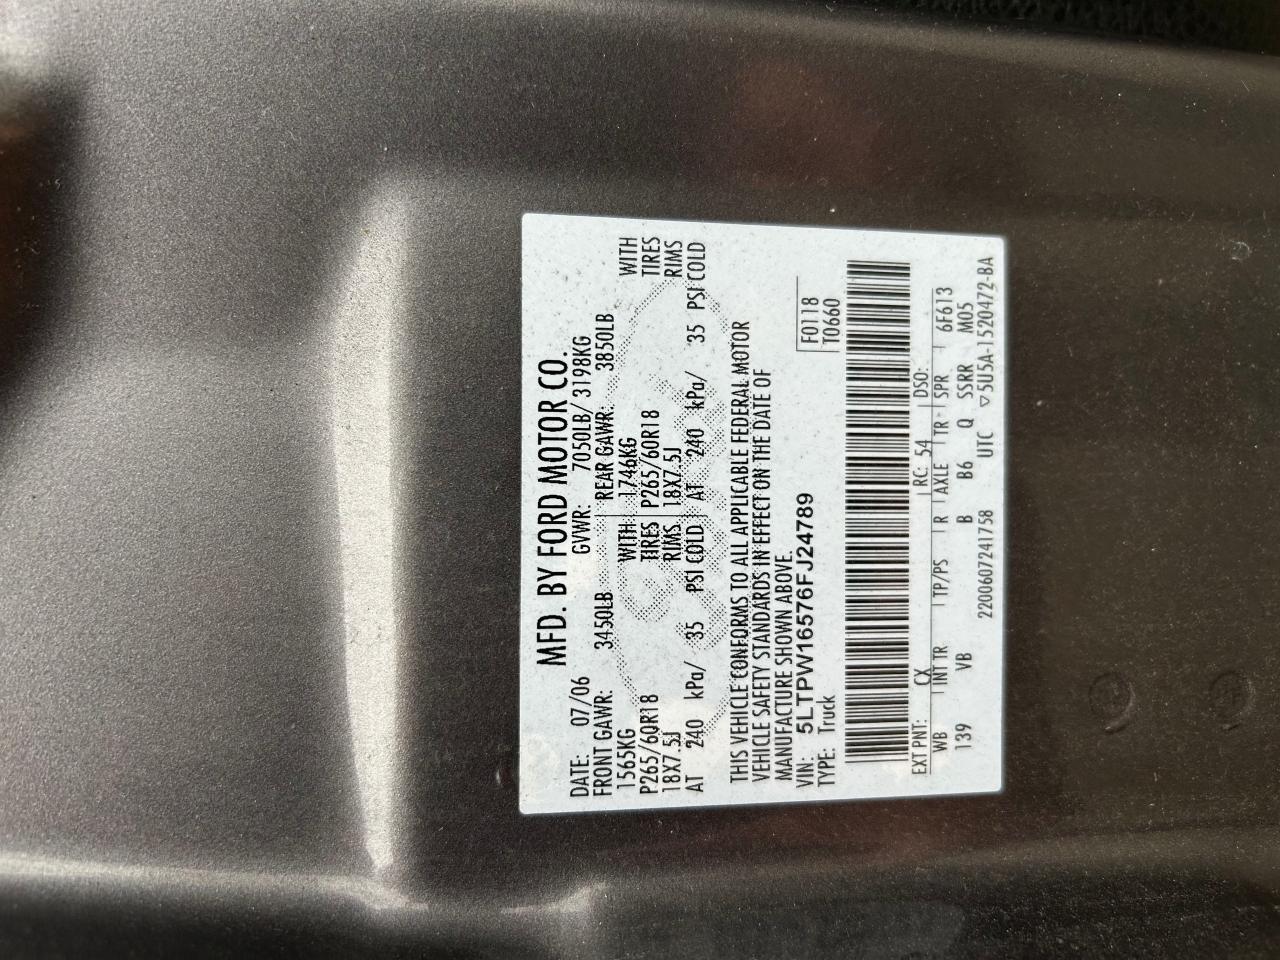 MFD. BY FORD MOTOR CO.
DATE: 07/06 GVWR: 7050LB/ 3198KG
FRONT GAWR: 3450LB REAR GAWR: 3850LB
1565KG WITH 1746KG WITH
P265/60R18 TIRES P265/60R18 TIRES
18X7.5J RIMS 18X7.5J RIMS
AT 240 kPa/ 35 PSI COLD AT 240 kPa/ 35 PSI COLD
THIS VEHICLE CONFORMS TO ALL APPLICABLE FEDERAL MOTOR
VEHICLE SAFETY STANDARDS IN EFFECT ON THE DATE OF
MANUFACTURE SHOWN ABOVE.
VIN: 5LTPW16576FJ24789
TYPE: Truck
F0118
T0660
EXT PNT: CX RC: 54 DSO:
WB INT TR TP/PS R AXLE TR SPR 6F613
139 VB B B6 Q SSRR M05
2200607241758 UTC ▽5U5A-1520472-BA